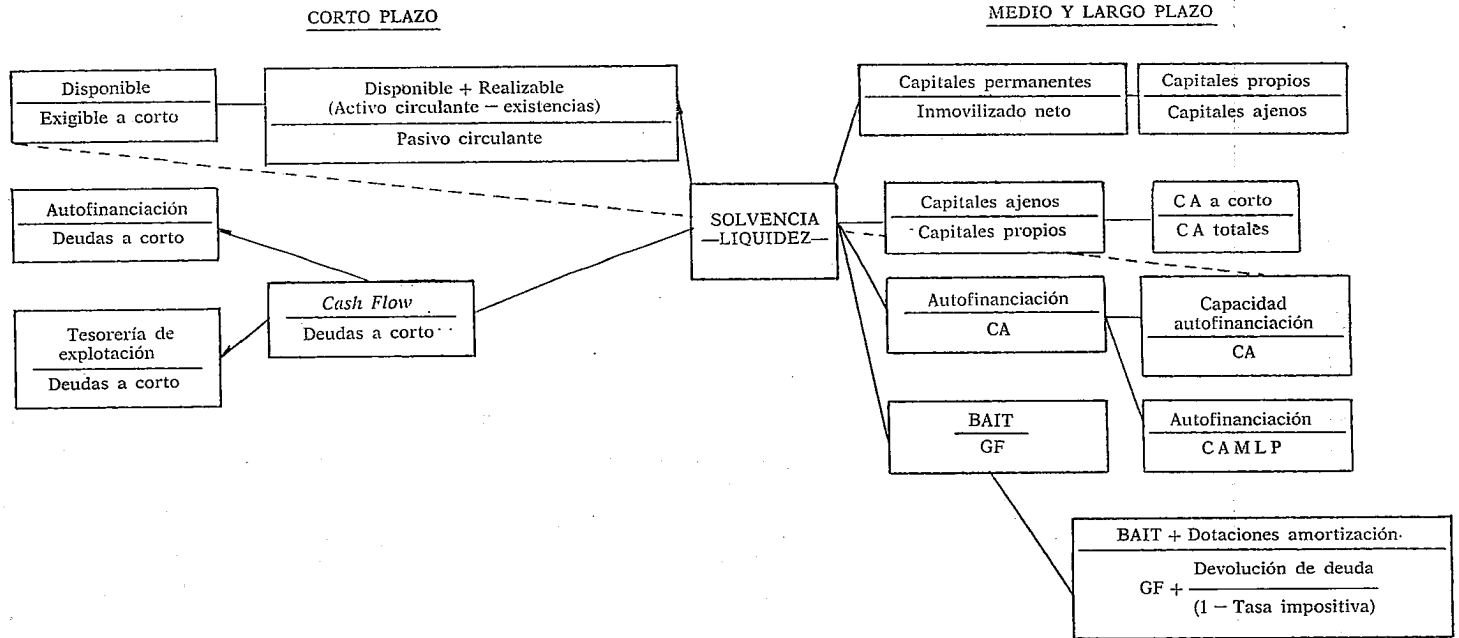 CORTO PLAZO
MEDIO Y LARGO PLAZO
Disponible
Exigible a corto
Disponible + Realizable
(Activo circulante — existencias)
Pasivo circulante
Autofinanciación
Deudas a corto
Cash Flow
Deudas a corto
Tesorería de
explotación
Deudas a corto
SOLVENCIA
—LIQUIDEZ—
Capitales permanentes
Inmovilizado neto
Capitales propios
Capitales ajenos
Capitales ajenos
Capitales propios
C A a corto
C A totales
Autofinanciación
CA
Capacidad
autofinanciación
CA
BAIT
GF
Autofinanciación
C A M L P
BAIT + Dotaciones amortización
GF + Devolución de deuda
(1 — Tasa impositiva)